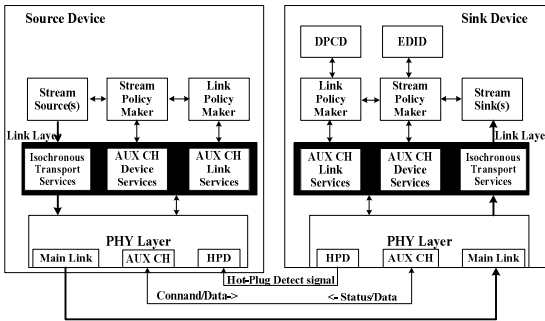 Source Device
Stream
Source(s)
Stream
Policy
Maker
Link
Policy
Maker
Link Laye
Isochronous
Transport
Services
AUX CH
Device
Services
AUX CH
Link
Services
PHY Layer
Main Link
AUX CH
HPD
Sink Device
DPCD
EDID
Link
Policy
Maker
Stream
Policy
Maker
Stream
Sink(s)
Link Layer
AUX CH
Link
Services
AUX CH
Device
Services
Isochronous
Transport
Services
PHY Layer
HPD
AUX CH
Main Link
Hot-Plug Detect signal
Connand/Data->
<- Status/Data